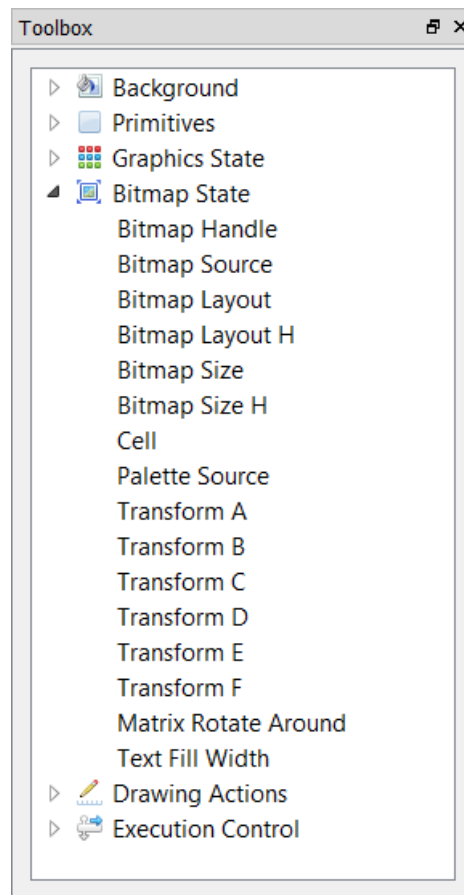 Toolbox
Background
Primitives
Graphics State
Bitmap State
Bitmap Handle
Bitmap Source
Bitmap Layout
Bitmap Layout H
Bitmap Size
Bitmap Size H
Cell
Palette Source
Transform A
Transform B
Transform C
Transform D
Transform E
Transform F
Matrix Rotate Around
Text Fill Width
Drawing Actions
Execution Control